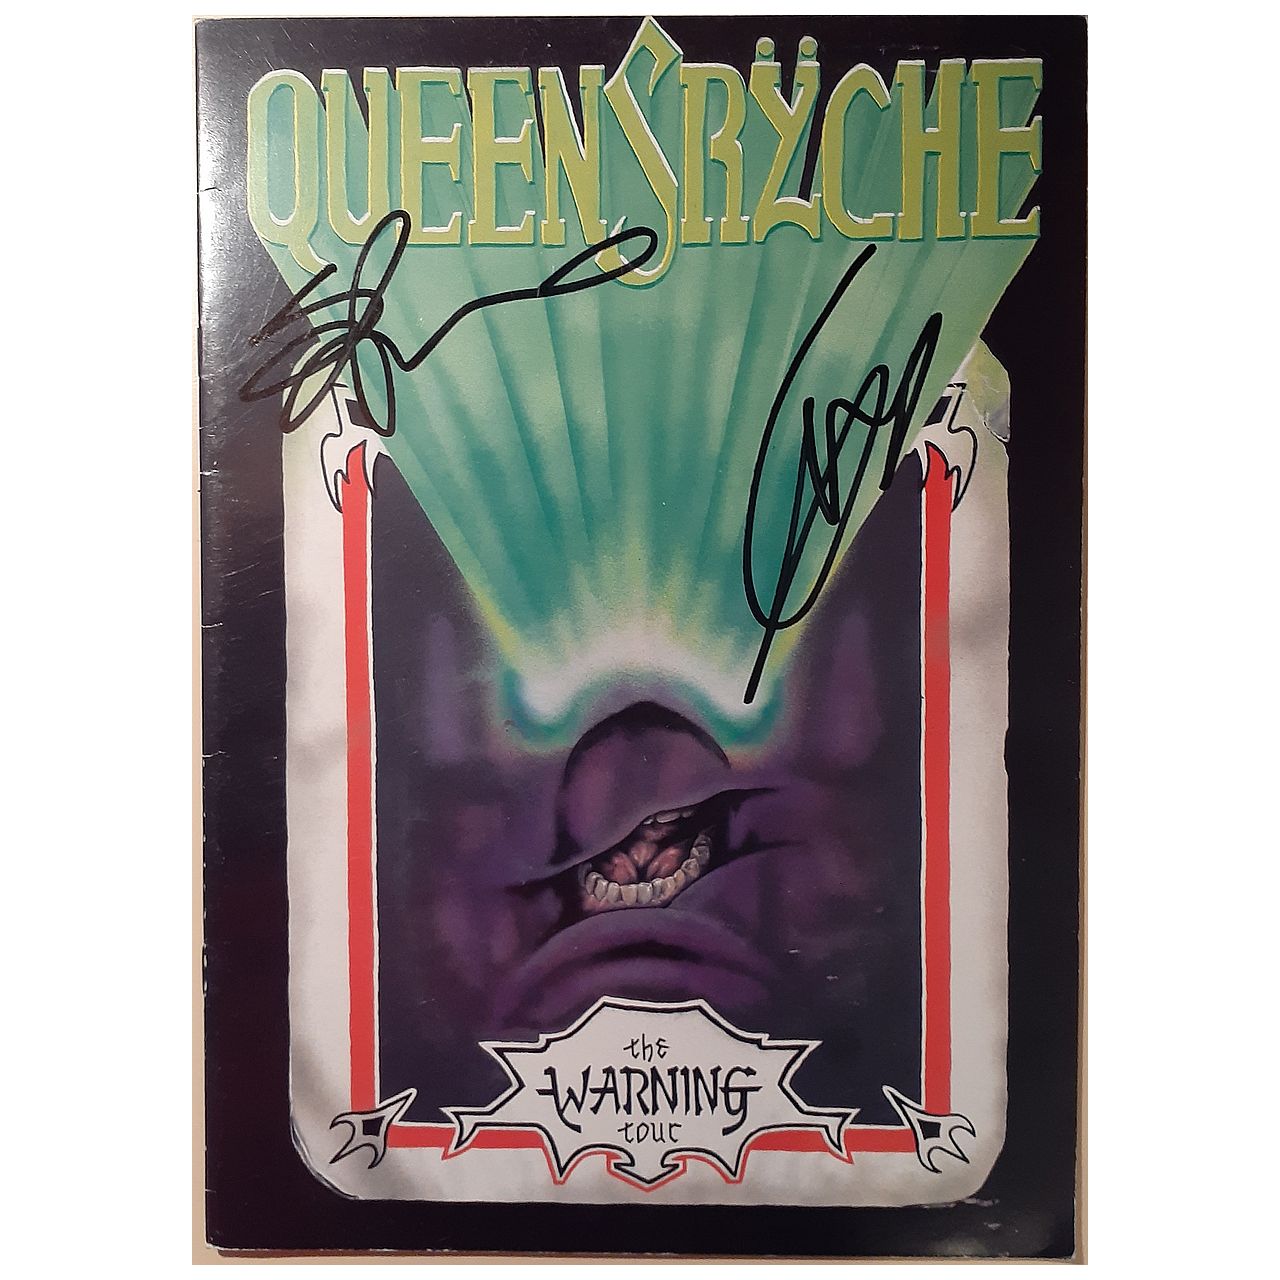 QUEENSRŸCHE
the
WARNING
tour